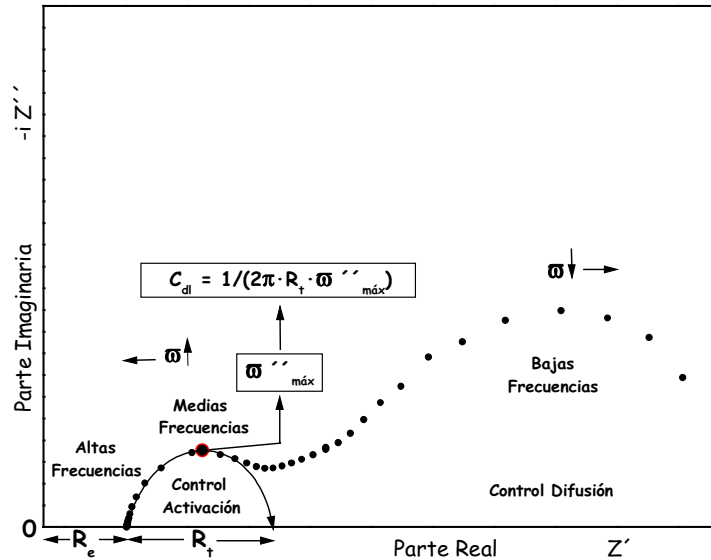 -i Z´´
Parte Imaginaria
C_dl = 1/(2π·R_t·ϖ´´_máx)
ϖ
ϖ
ϖ´´_máx
Bajas
Frecuencias
Medias
Frecuencias
Altas
Frecuencias
Control
Activación
Control Difusión
0
R_e
R_t
Parte Real
Z´